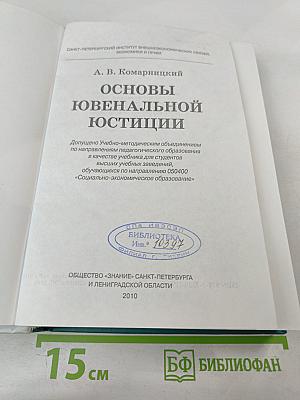 САНКТ-ПЕТЕРБУРГСКИЙ ИНСТИТУТ ВНЕШНЕЭКОНОМИЧЕСКИХ СВЯЗЕЙ,
ЭКОНОМИКИ И ПРАВА
А. В. Комарницкий
ОСНОВЫ
ЮВЕНАЛЬНОЙ
ЮСТИЦИИ
Допущено Учебно-методическим объединением
по направлениям педагогического образования
в качестве учебника для студентов
высших учебных заведений,
обучающихся по направлению 050400
«Социально-экономическое образование»
БИБЛИОТЕКА
Инв.№
ОБЩЕСТВО «ЗНАНИЕ» САНКТ-ПЕТЕРБУРГА
И ЛЕНИНГРАДСКОЙ ОБЛАСТИ
2010
15 см
БФ БИБЛИОФАН